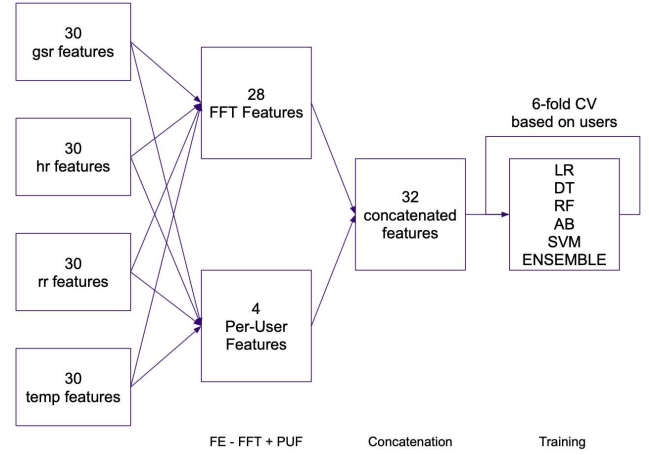 30
gsr features
30
hr features
30
rr features
30
temp features
28
FFT Features
4
Per-User
Features
32
concatenated
features
6-fold CV
based on users
LR
DT
RF
AB
SVM
ENSEMBLE
FE - FFT + PUF
Concatenation
Training